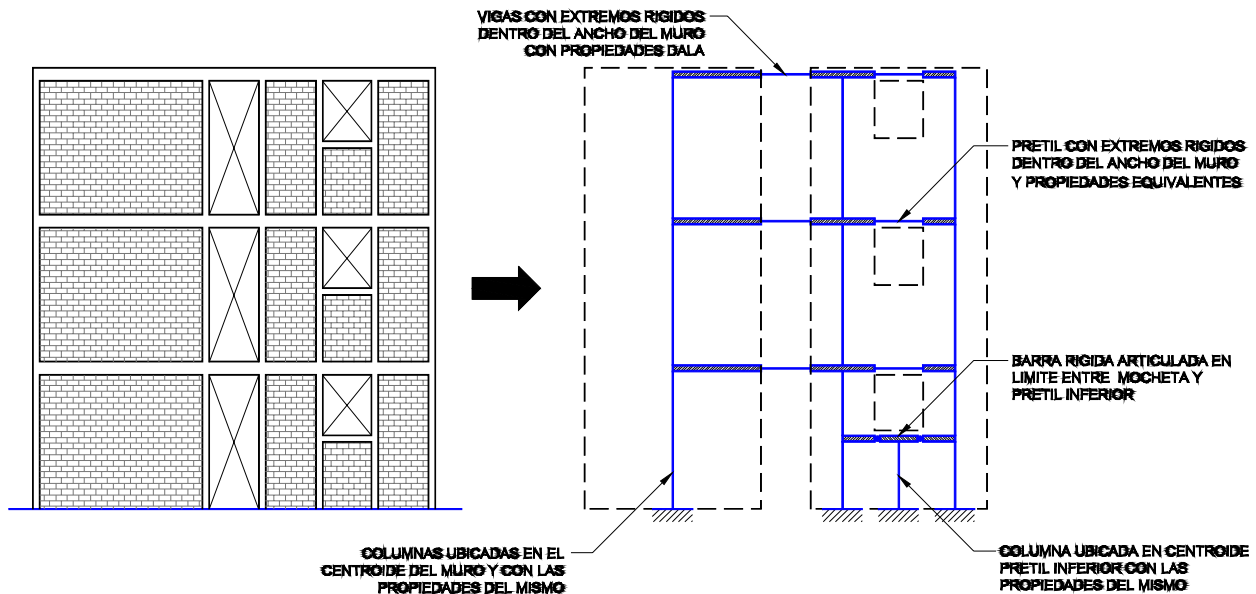 VIGAS CON EXTREMOS RIGIDOS
DENTRO DEL ANCHO DEL MURO
CON PROPIEDADES DALA
PRETIL CON EXTREMOS RIGIDOS
DENTRO DEL ANCHO DEL MURO
Y PROPIEDADES EQUIVALENTES
BARRA RIGIDA ARTICULADA EN
LIMITE ENTRE MOCHETA Y
PRETIL INFERIOR
COLUMNAS UBICADAS EN EL
CENTROIDE DEL MURO Y CON LAS
PROPIEDADES DEL MISMO
COLUMNA UBICADA EN CENTROIDE
PRETIL INFERIOR CON LAS
PROPIEDADES DEL MISMO